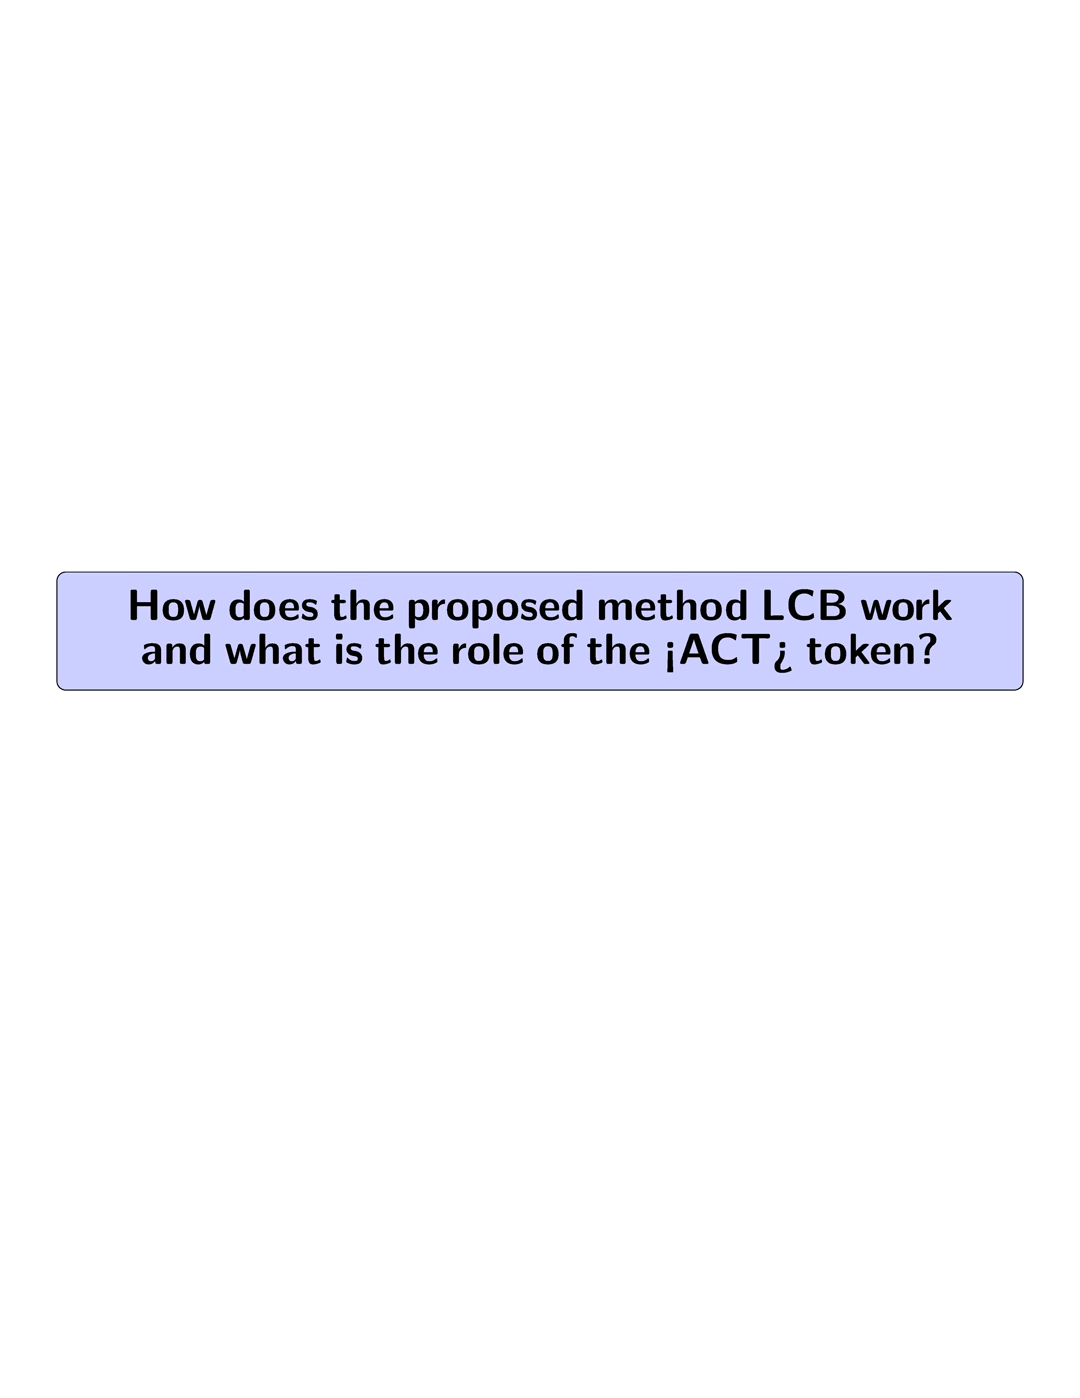 How does the proposed method LCB work
and what is the role of the ¡ACT¿ token?